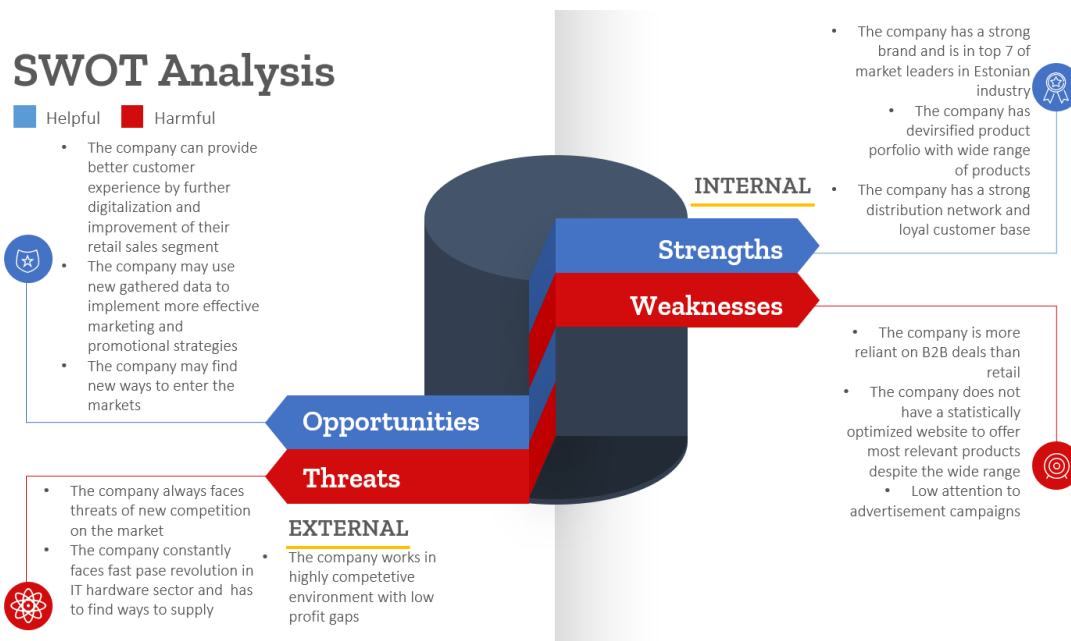 SWOT Analysis
Helpful
Harmful
• The company can provide
better customer
experience by further
digitalization and
improvement of their
retail sales segment
• The company may use
new gathered data to
implement more effective
marketing and
promotional strategies
• The company may find
new ways to enter the
markets
Opportunities
Threats
• The company always faces
threats of new competition
on the market
• The company constantly
faces fast pase revolution in
IT hardware sector and has
to find ways to supply
EXTERNAL
• The company works in
highly competetive
environment with low
profit gaps
INTERNAL
Strengths
Weaknesses
• The company has a strong
brand and is in top 7 of
market leaders in Estonian
industry
• The company has
devirsified product
porfolio with wide range
of products
• The company has a strong
distribution network and
loyal customer base
• The company is more
reliant on B2B deals than
retail
• The company does not
have a statistically
optimized website to offer
most relevant products
despite the wide range
• Low attention to
advertisement campaigns